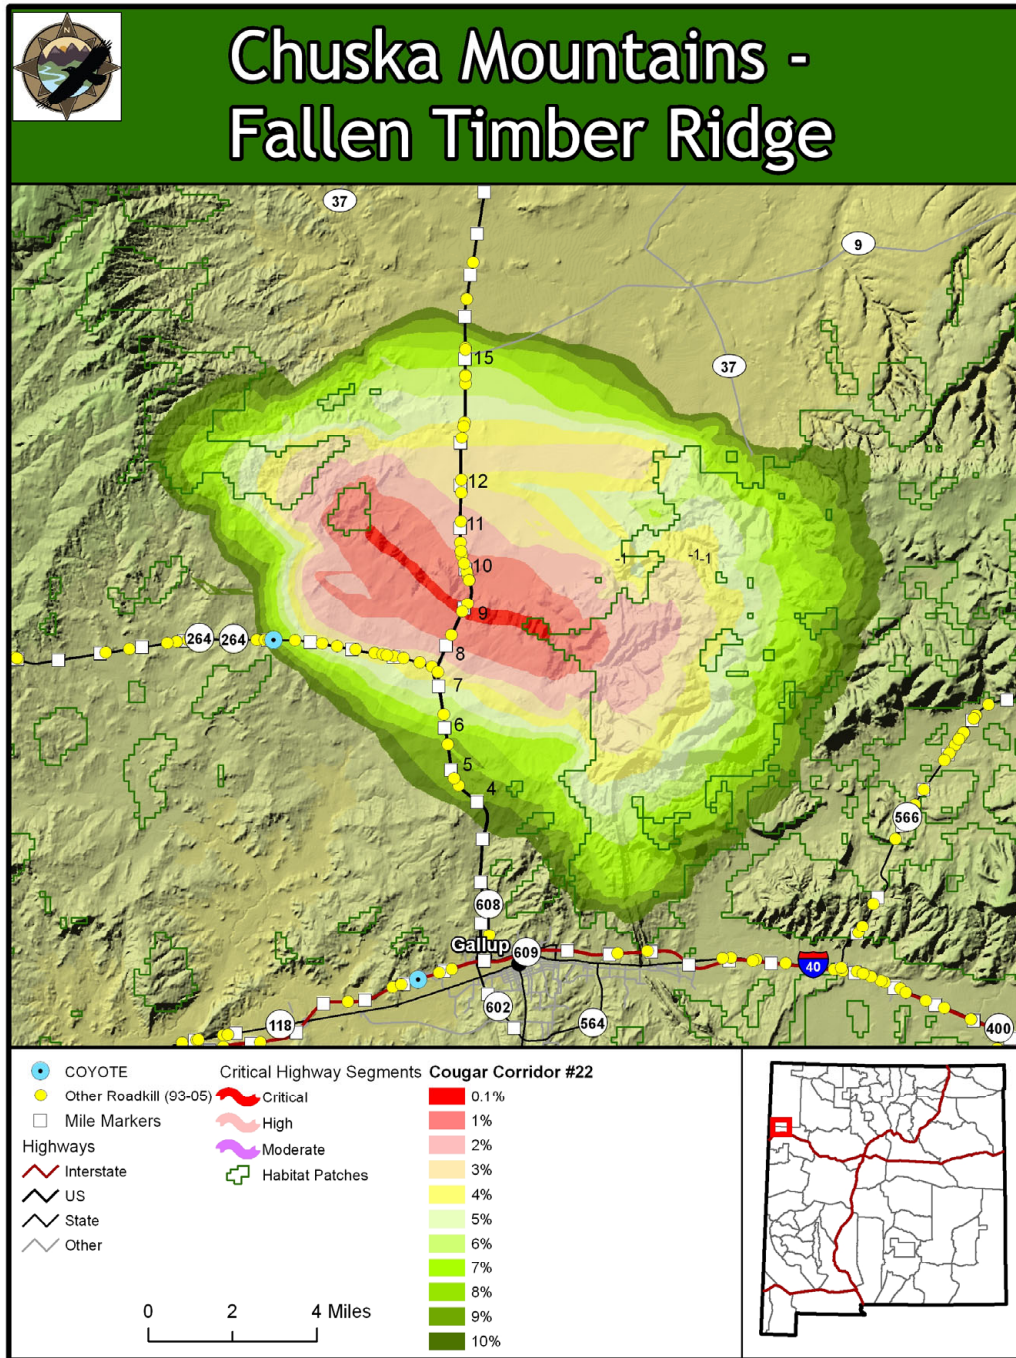 N
Chuska Mountains -
Fallen Timber Ridge
37
9
15
37
12
11
10
-1
-1-1
9
264
264
8
7
6
5
4
566
608
Gallup
609
40
602
564
118
400
COYOTE
Other Roadkill (93-05)
Mile Markers
Highways
Interstate
US
State
Other
Critical Highway Segments
Critical
High
Moderate
Habitat Patches
Cougar Corridor #22
0.1%
1%
2%
3%
4%
5%
6%
7%
8%
9%
10%
0 2 4 Miles